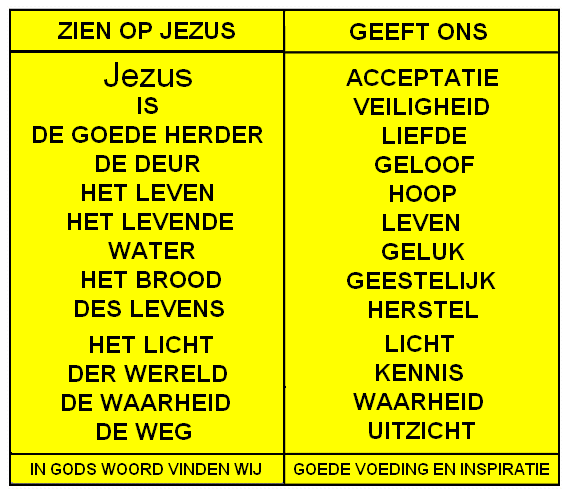 ZIEN OP JEZUS
Jezus
IS
DE GOEDE HERDER
DE DEUR
HET LEVEN
HET LEVENDE
WATER
HET BROOD
DES LEVENS
HET LICHT
DER WERELD
DE WAARHEID
DE WEG
IN GODS WOORD VINDEN WIJ
GEEFT ONS
ACCEPTATIE
VEILIGHEID
LIEFDE
GELOOF
HOOP
LEVEN
GELUK
GEESTELIJK
HERSTEL
LICHT
KENNIS
WAARHEID
UITZICHT
GOEDE VOEDING EN INSPIRATIE